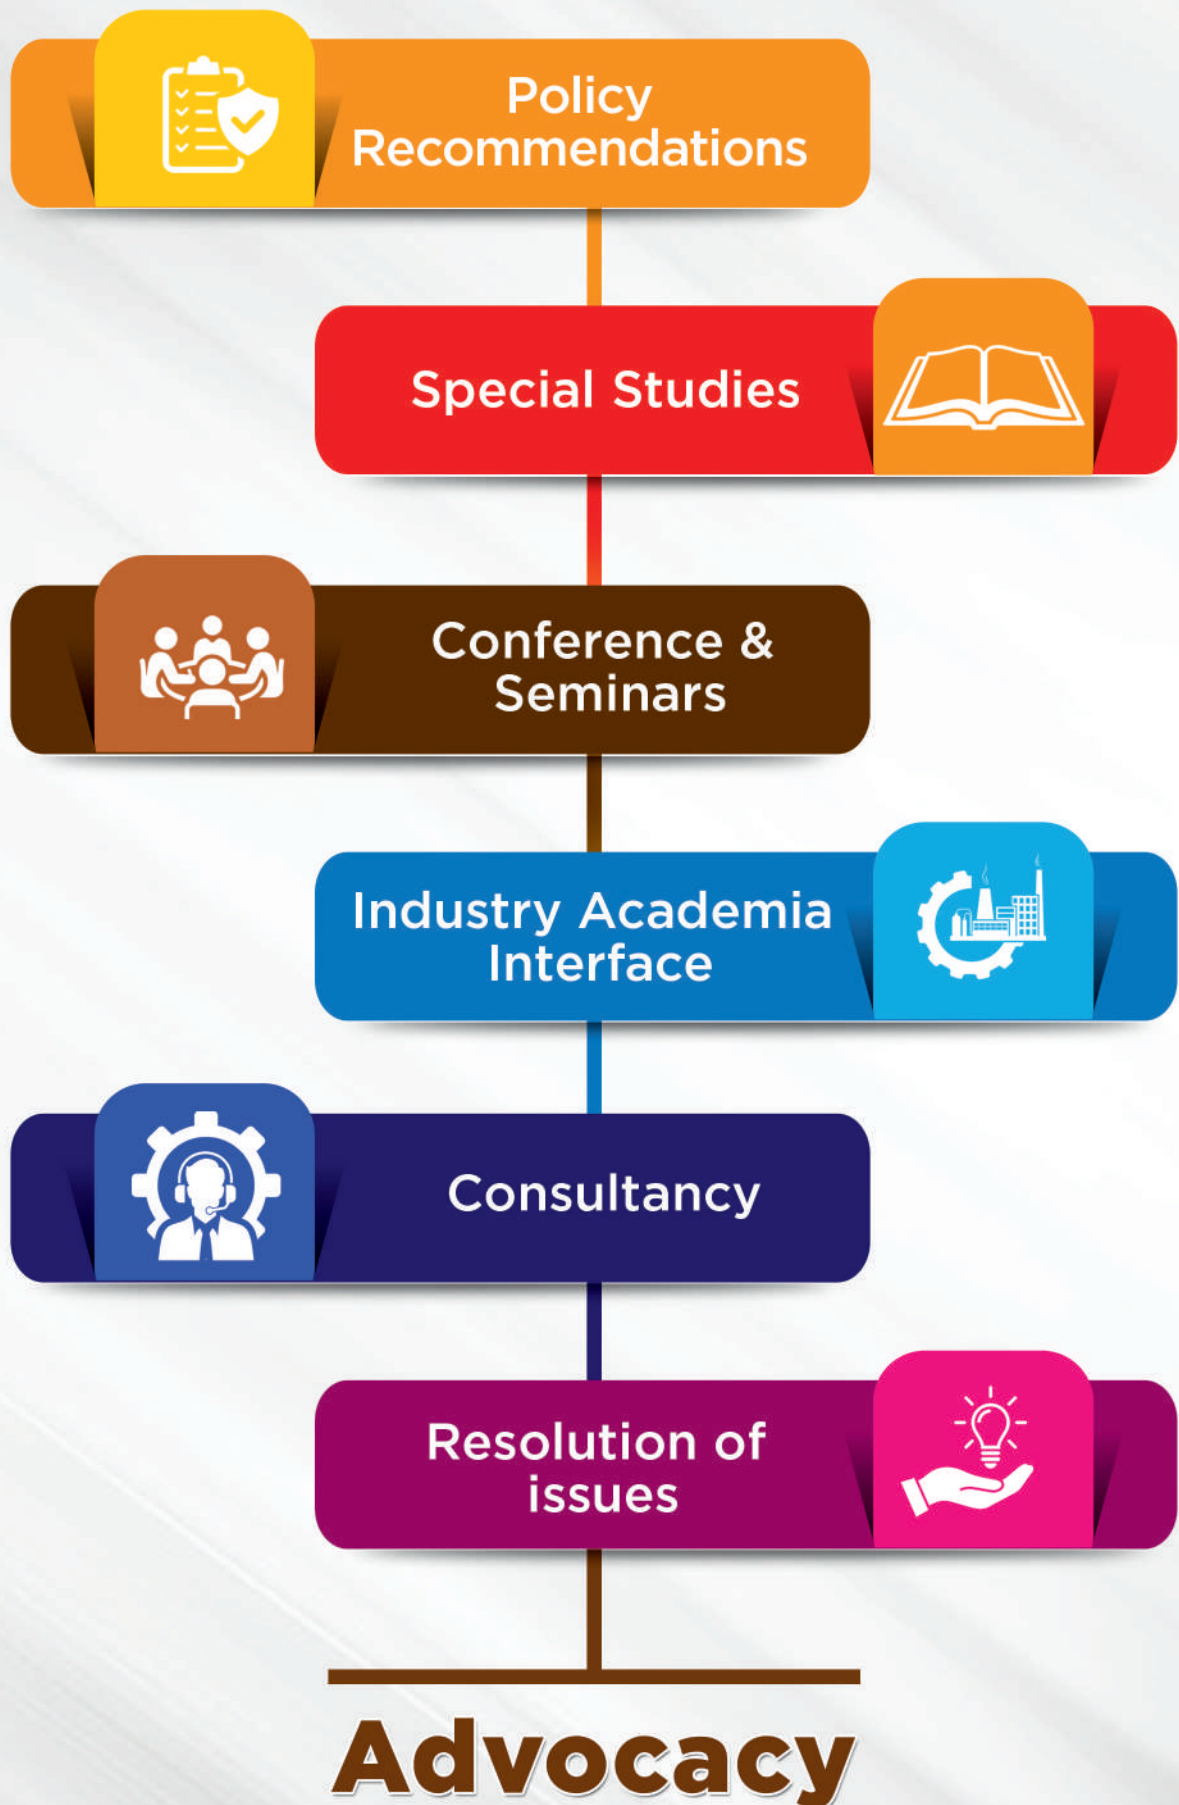 Policy
Recommendations
Special Studies
Conference &
Seminars
Industry Academia
Interface
Consultancy
Resolution of
issues
Advocacy